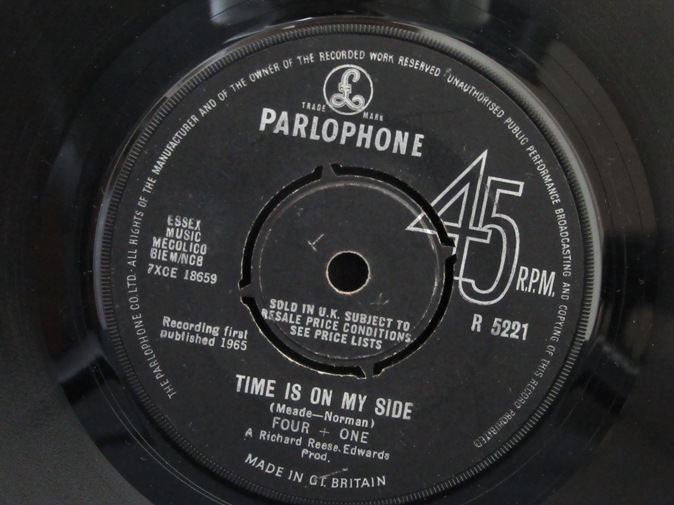 THE PARLOPHONE CO. LTD. · ALL RIGHTS OF THE MANUFACTURER AND OF THE OWNER OF THE RECORDED WORK RESERVED · UNAUTHORISED PUBLIC PERFORMANCE BROADCASTING AND COPYING OF THIS RECORD PROHIBITED
£
TRADE MARK
PARLOPHONE
45
R.P.M.
R 5221
ESSEX
MUSIC
MECOLICO
BIEM/NCB
7XCE 18659
Recording first
published 1965
SOLD IN U.K. SUBJECT TO
RESALE PRICE CONDITIONS.
SEE PRICE LISTS
TIME IS ON MY SIDE
(Meade—Norman)
FOUR + ONE
A Richard Reese.Edwards
Prod.
MADE IN GT. BRITAIN